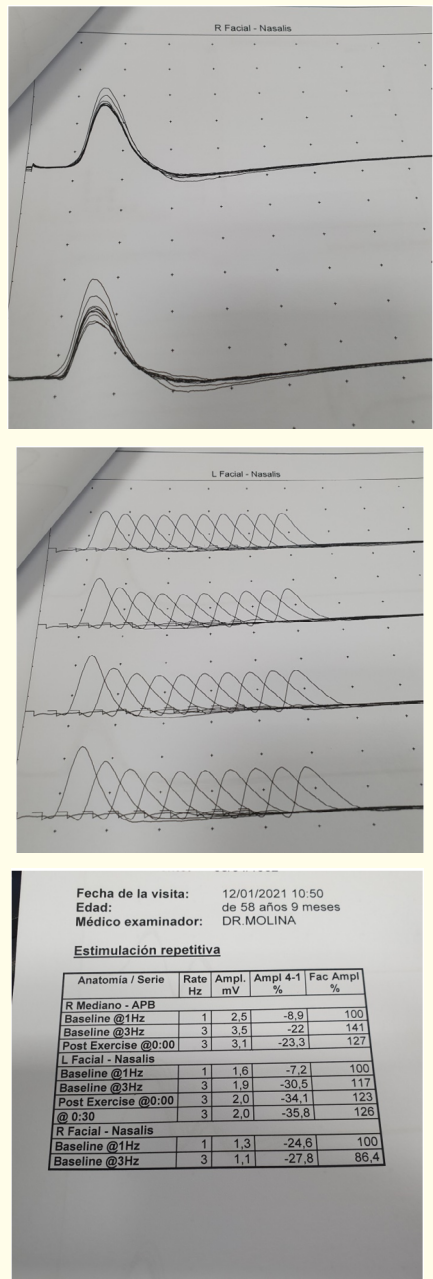 R Facial - Nasalis
L Facial - Nasalis
Fecha de la visita: 12/01/2021 10:50
Edad: de 58 años 9 meses
Médico examinador: DR.MOLINA
Estimulación repetitiva
Anatomía / Serie Rate Hz Ampl. mV Ampl 4-1 % Fac Ampl %
R Mediano - APB
Baseline @1Hz 1 2,5 -8,9 100
Baseline @3Hz 3 3,5 -22 141
Post Exercise @0:00 3 3,1 -23,3 127
L Facial - Nasalis
Baseline @1Hz 1 1,6 -7,2 100
Baseline @3Hz 3 1,9 -30,5 117
Post Exercise @0:00 3 2,0 -34,1 123
@ 0:30 3 2,0 -35,8 126
R Facial - Nasalis
Baseline @1Hz 1 1,3 -24,6 100
Baseline @3Hz 3 1,1 -27,8 86,4